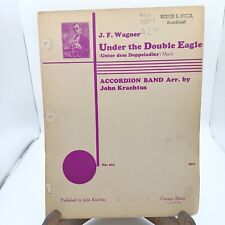 J. F. Wagner
Under the Double Eagle
(Unter dem Doppeladler) March
ACCORDION BAND Arr. by
John Krachtus
Published by John Krachtus
Chicago, Illinois